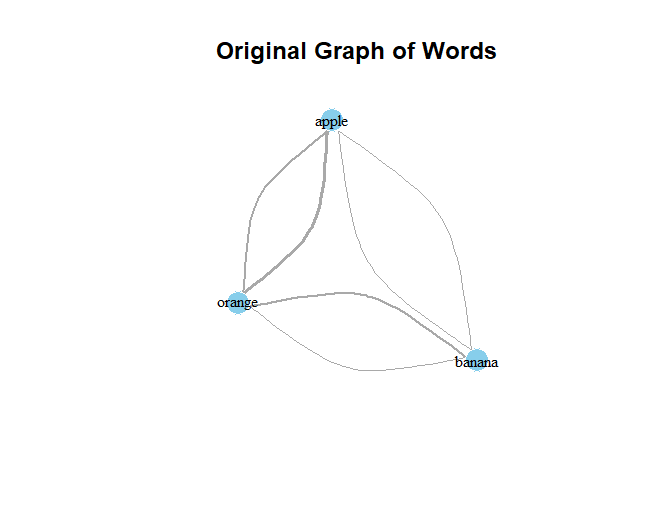 Original Graph of Words
apple
orange
banana